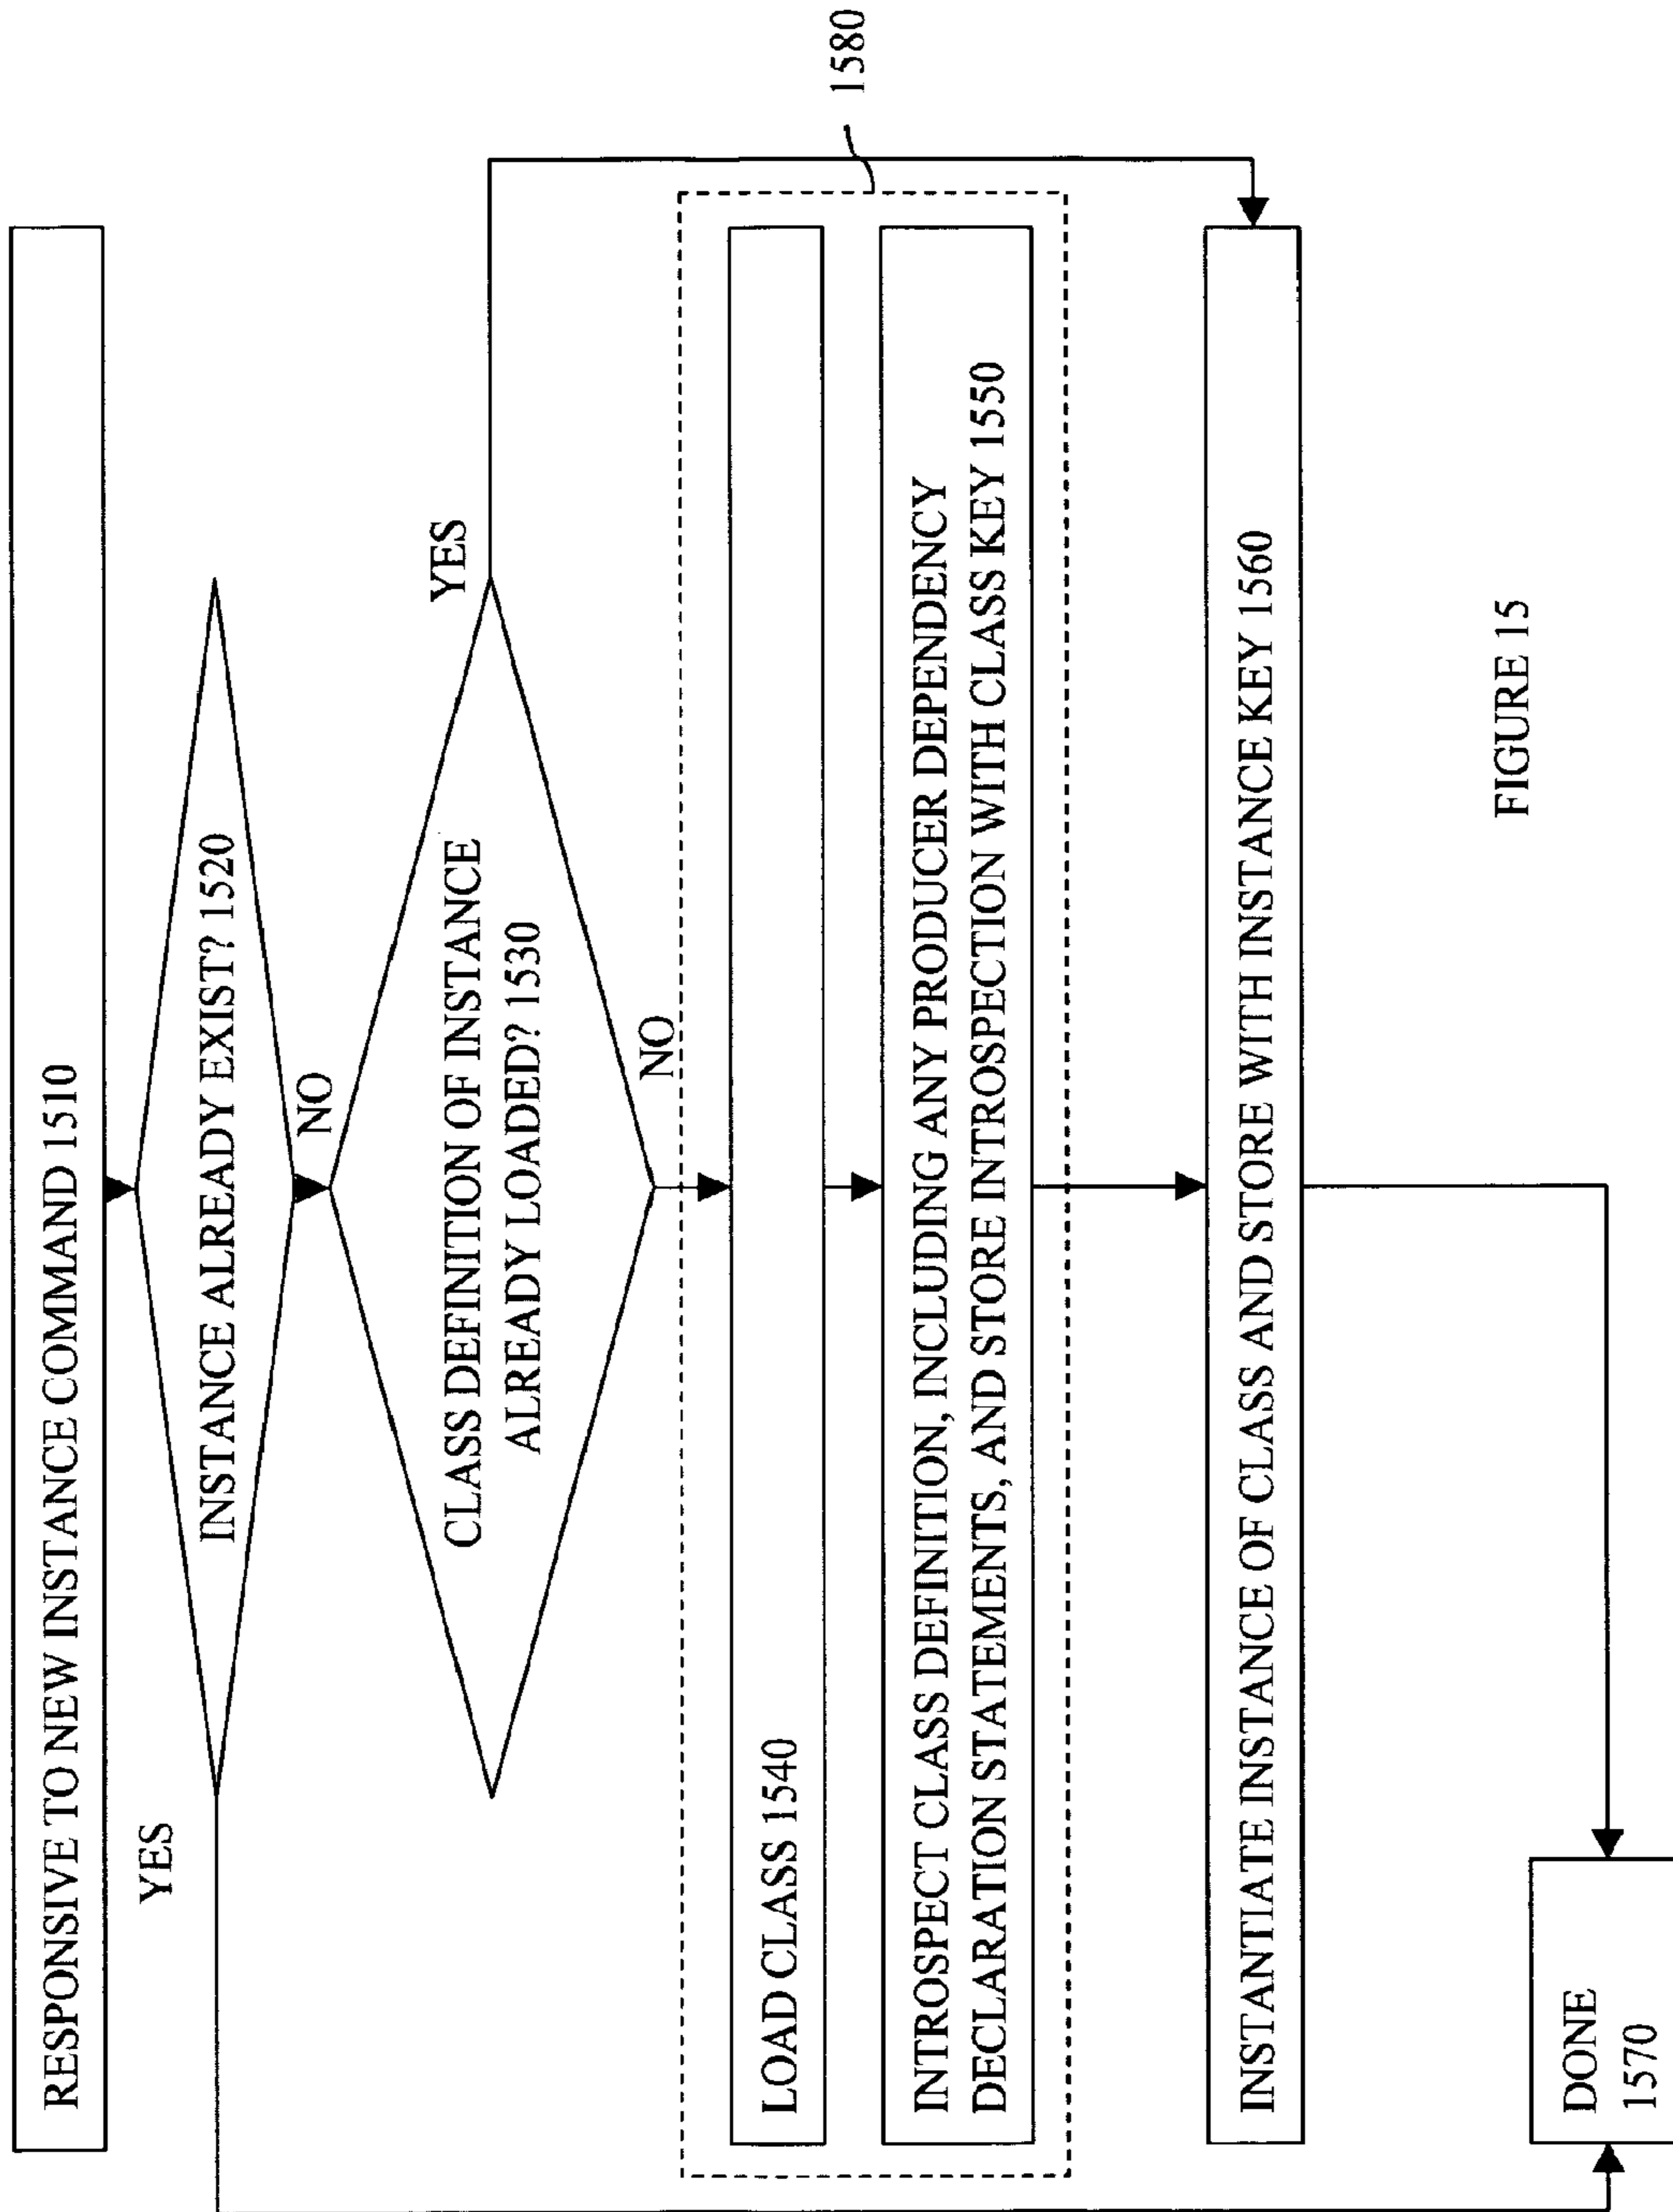 RESPONSIVE TO NEW INSTANCE COMMAND 1510
YES
INSTANCE ALREADY EXIST? 1520
NO
YES
CLASS DEFINITION OF INSTANCE
ALREADY LOADED? 1530
NO
1580
LOAD CLASS 1540
INTROSPECT CLASS DEFINITION, INCLUDING ANY PRODUCER DEPENDENCY
DECLARATION STATEMENTS, AND STORE INTROSPECTION WITH CLASS KEY 1550
INSTANTIATE INSTANCE OF CLASS AND STORE WITH INSTANCE KEY 1560
DONE
1570
FIGURE 15